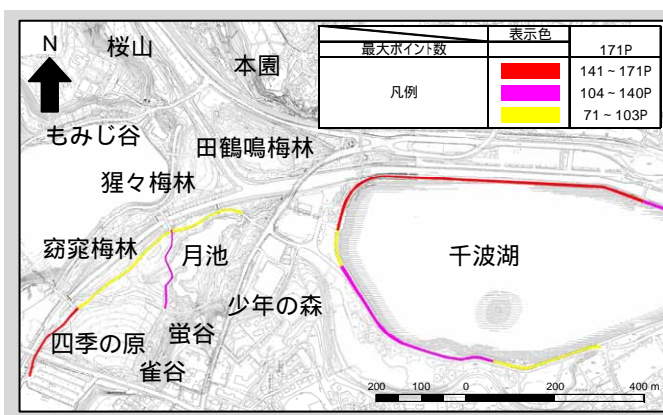 N
桜山
本園
もみじ谷
田鶴鳴梅林
猩々梅林
窈窕梅林
月池
千波湖
少年の森
四季の原
蛍谷
雀谷
表示色
最大ポイント数 171P
凡例
141~171P
104~140P
71~103P
200 100 0 200 400 m